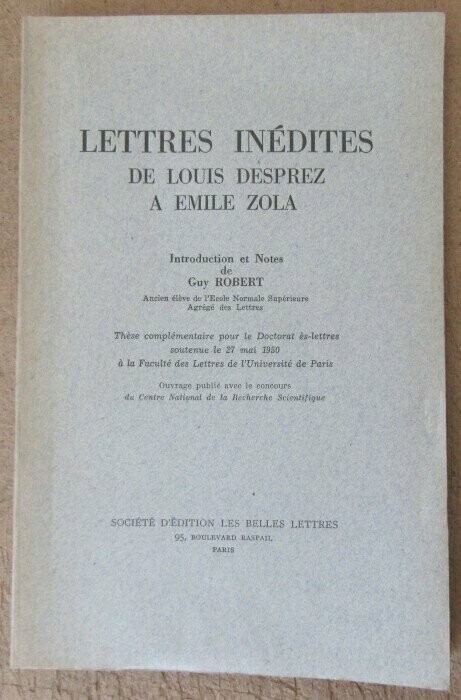 LETTRES INÉDITES
DE LOUIS DESPREZ
A EMILE ZOLA
Introduction et Notes
de
Guy ROBERT
Ancien élève de l'Ecole Normale Supérieure
Agrégé des Lettres
Thèse complémentaire pour le Doctorat ès-lettres
soutenue le 27 mai 1950
à la Faculté des Lettres de l'Université de Paris
Ouvrage publié avec le concours
du Centre National de la Recherche Scientifique
SOCIÉTÉ D'ÉDITION LES BELLES LETTRES
95, BOULEVARD RASPAIL
PARIS